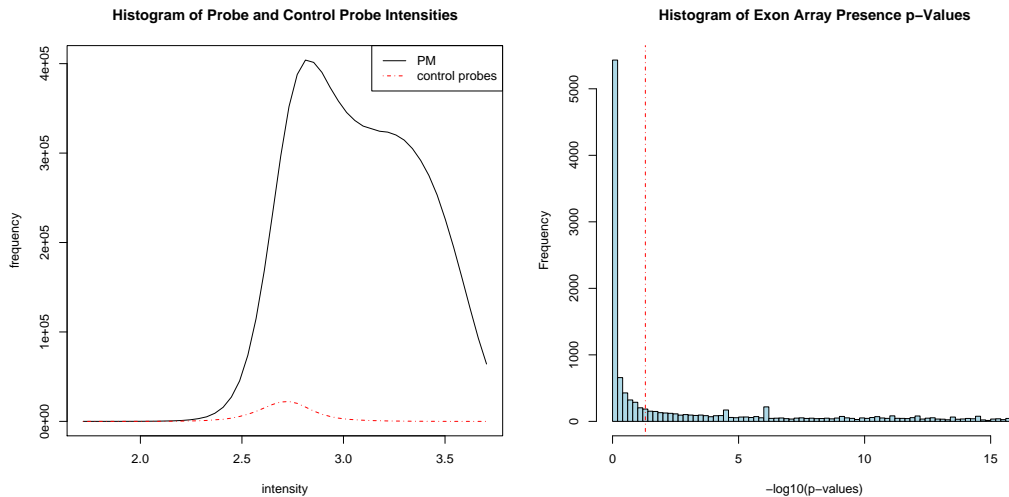 Histogram of Probe and Control Probe Intensities
4e+05
3e+05
2e+05
1e+05
0e+00
frequency
PM
control probes
2.0 2.5 3.0 3.5
intensity
Histogram of Exon Array Presence p−Values
5000
4000
3000
2000
1000
0
Frequency
0 5 10 15
−log10(p−values)